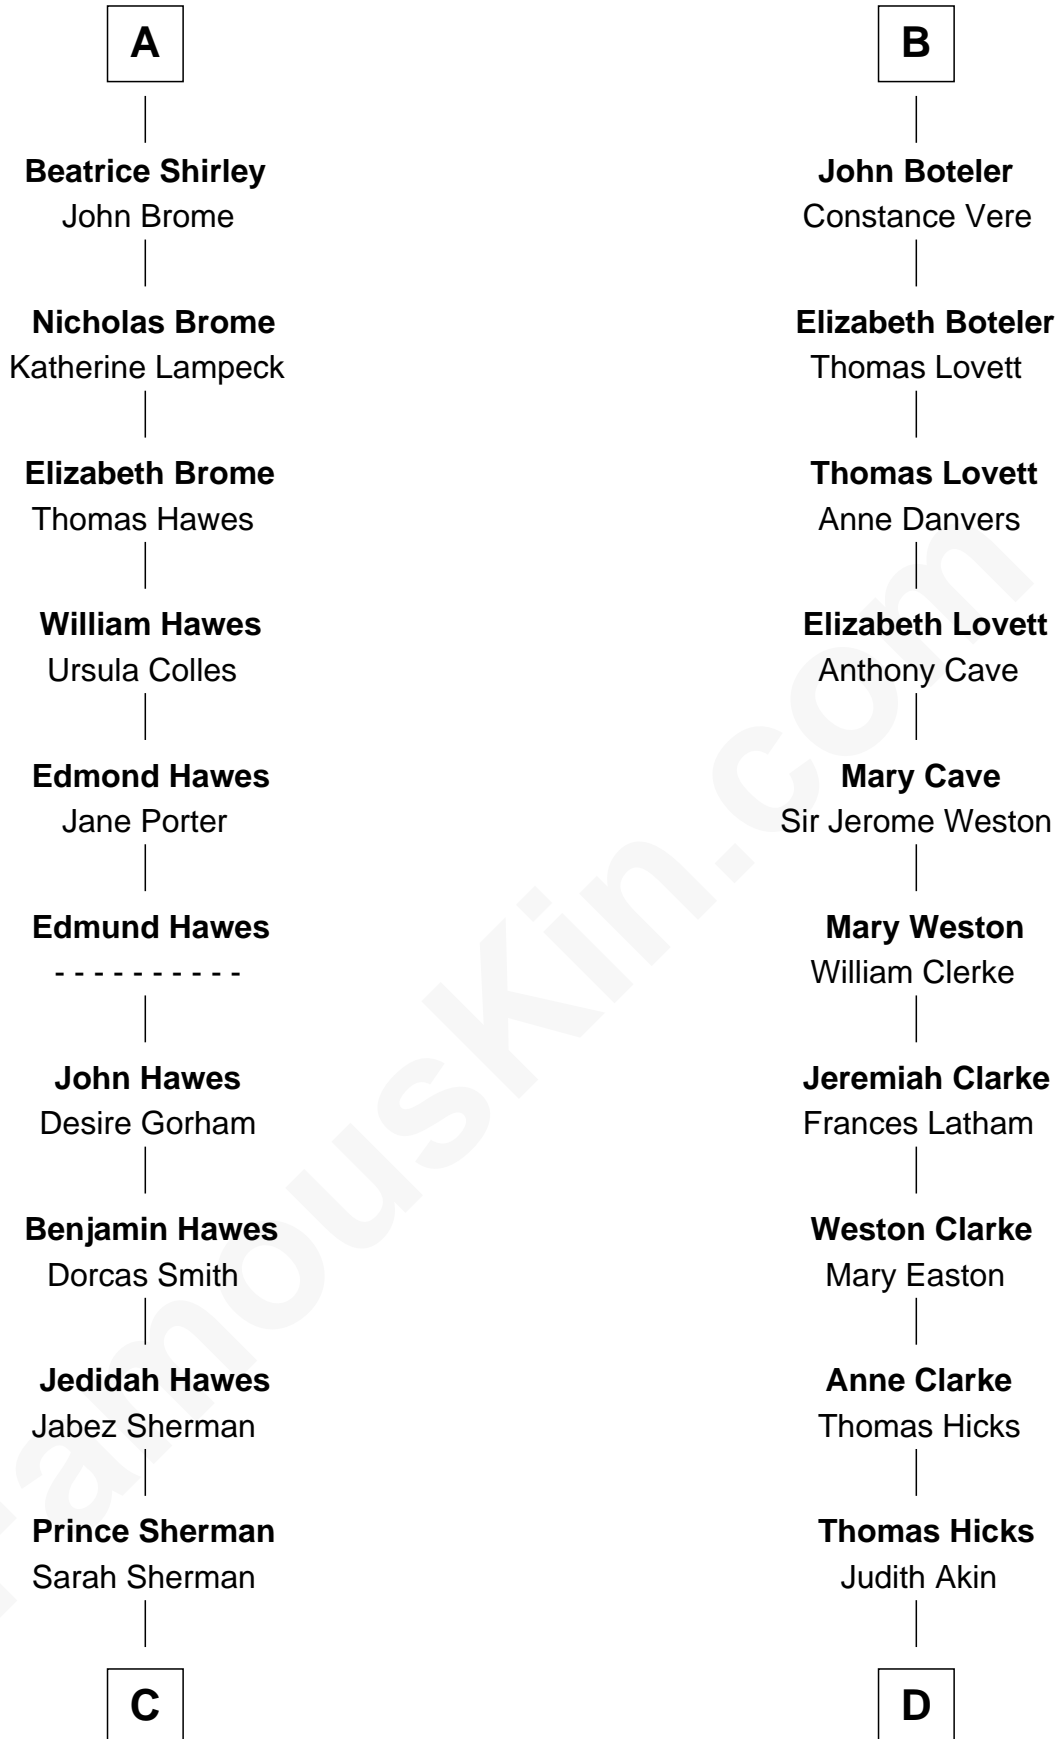 A
Beatrice Shirley
John Brome
Nicholas Brome
Katherine Lampeck
Elizabeth Brome
Thomas Hawes
William Hawes
Ursula Colles
Edmond Hawes
Jane Porter
Edmund Hawes
- - - - - - - - - -
John Hawes
Desire Gorham
Benjamin Hawes
Dorcas Smith
Jedidah Hawes
Jabez Sherman
Prince Sherman
Sarah Sherman
C
B
John Boteler
Constance Vere
Elizabeth Boteler
Thomas Lovett
Thomas Lovett
Anne Danvers
Elizabeth Lovett
Anthony Cave
Mary Cave
Sir Jerome Weston
Mary Weston
William Clerke
Jeremiah Clarke
Frances Latham
Weston Clarke
Mary Easton
Anne Clarke
Thomas Hicks
Thomas Hicks
Judith Akin
D
FamousKin.com